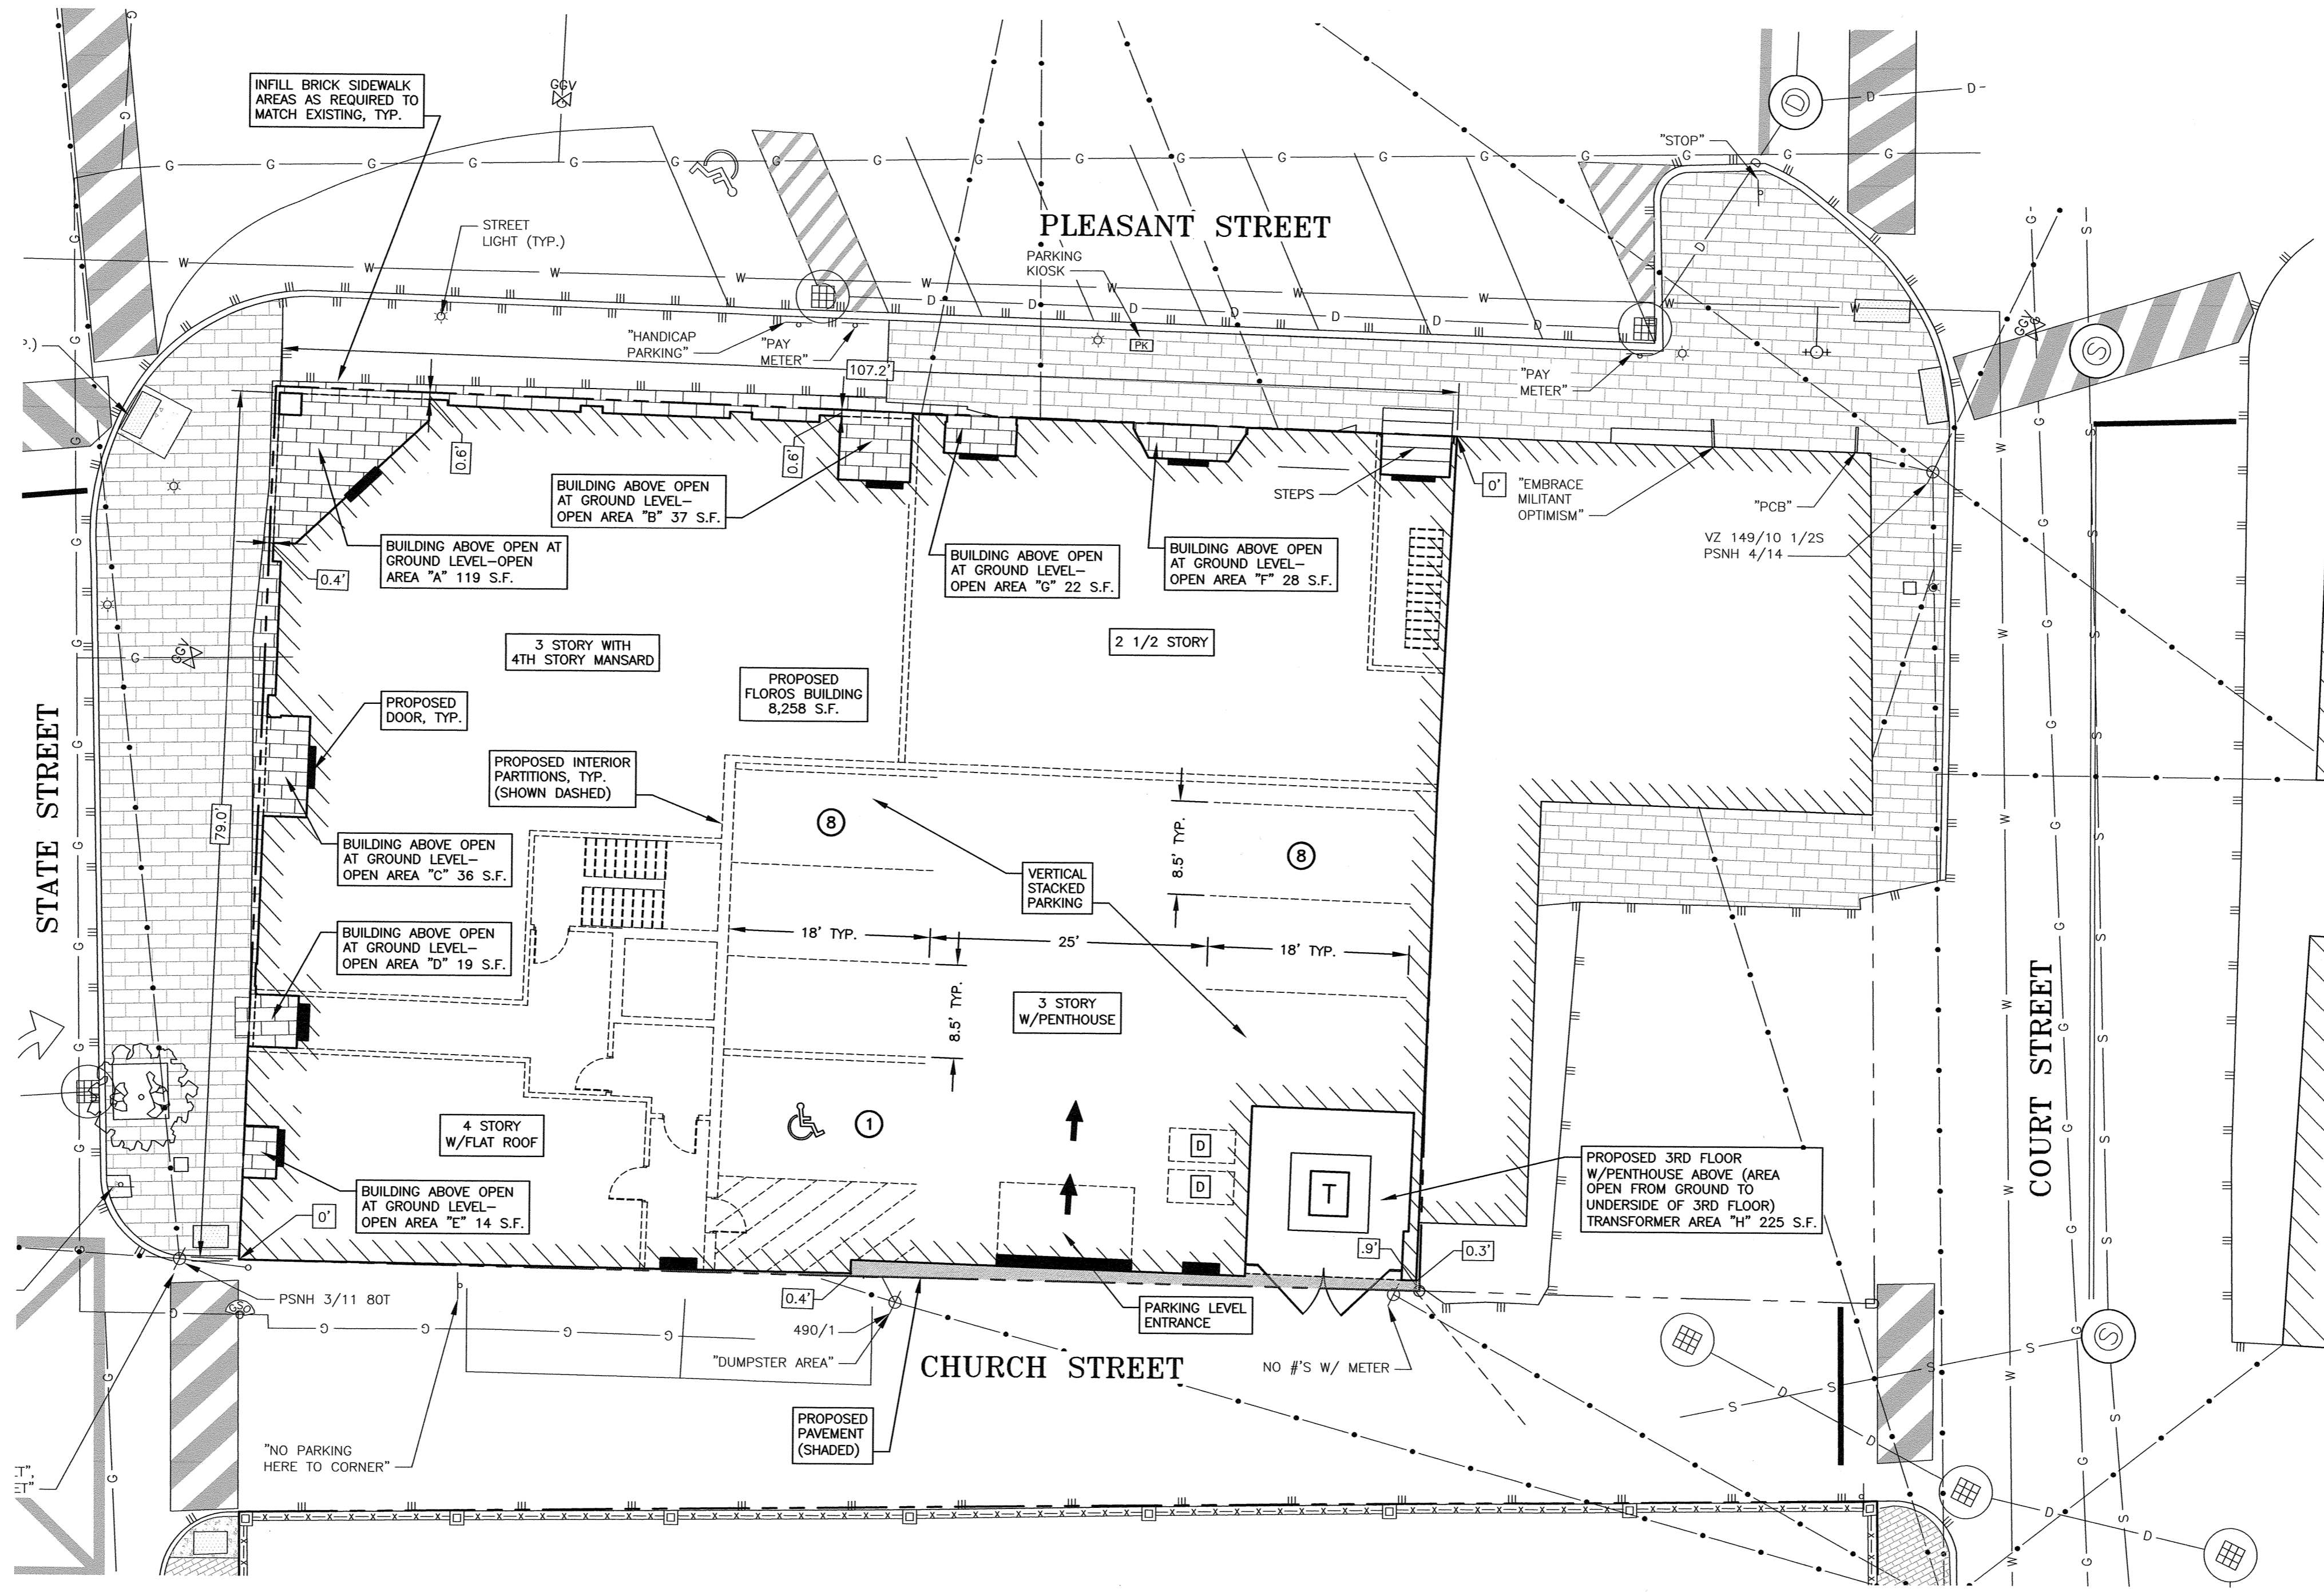 INFILL BRICK SIDEWALK
AREAS AS REQUIRED TO
MATCH EXISTING, TYP.
GGV
"STOP"
PLEASANT STREET
STREET
LIGHT (TYP.)
PARKING
KIOSK
"HANDICAP
PARKING"
"PAY
METER"
PK
107.2'
"PAY
METER"
0.6'
0.6'
BUILDING ABOVE OPEN
AT GROUND LEVEL-
OPEN AREA "B" 37 S.F.
STEPS
0'
"EMBRACE
MILITANT
OPTIMISM"
"PCB"
VZ 149/10 1/2S
PSNH 4/14
BUILDING ABOVE OPEN AT
GROUND LEVEL-OPEN
AREA "A" 119 S.F.
BUILDING ABOVE OPEN
AT GROUND LEVEL-
OPEN AREA "G" 22 S.F.
BUILDING ABOVE OPEN
AT GROUND LEVEL-
OPEN AREA "F" 28 S.F.
0.4'
GGV
GGV
3 STORY WITH
4TH STORY MANSARD
2 1/2 STORY
PROPOSED
FLOROS BUILDING
8,258 S.F.
PROPOSED
DOOR, TYP.
STATE STREET
79.0'
PROPOSED INTERIOR
PARTITIONS, TYP.
(SHOWN DASHED)
8
8
8.5' TYP.
BUILDING ABOVE OPEN
AT GROUND LEVEL-
OPEN AREA "C" 36 S.F.
VERTICAL
STACKED
PARKING
BUILDING ABOVE OPEN
AT GROUND LEVEL-
OPEN AREA "D" 19 S.F.
18' TYP.
25'
18' TYP.
8.5' TYP.
3 STORY
W/PENTHOUSE
COURT STREET
4 STORY
W/FLAT ROOF
1
D
D
T
PROPOSED 3RD FLOOR
W/PENTHOUSE ABOVE (AREA
OPEN FROM GROUND TO
UNDERSIDE OF 3RD FLOOR)
TRANSFORMER AREA "H" 225 S.F.
BUILDING ABOVE OPEN
AT GROUND LEVEL-
OPEN AREA "E" 14 S.F.
0'
.9'
0.3'
PSNH 3/11 80T
GSO
0.4'
490/1
PARKING LEVEL
ENTRANCE
"DUMPSTER AREA"
CHURCH STREET
NO #'S W/ METER
PROPOSED
PAVEMENT
(SHADED)
"NO PARKING
HERE TO CORNER"